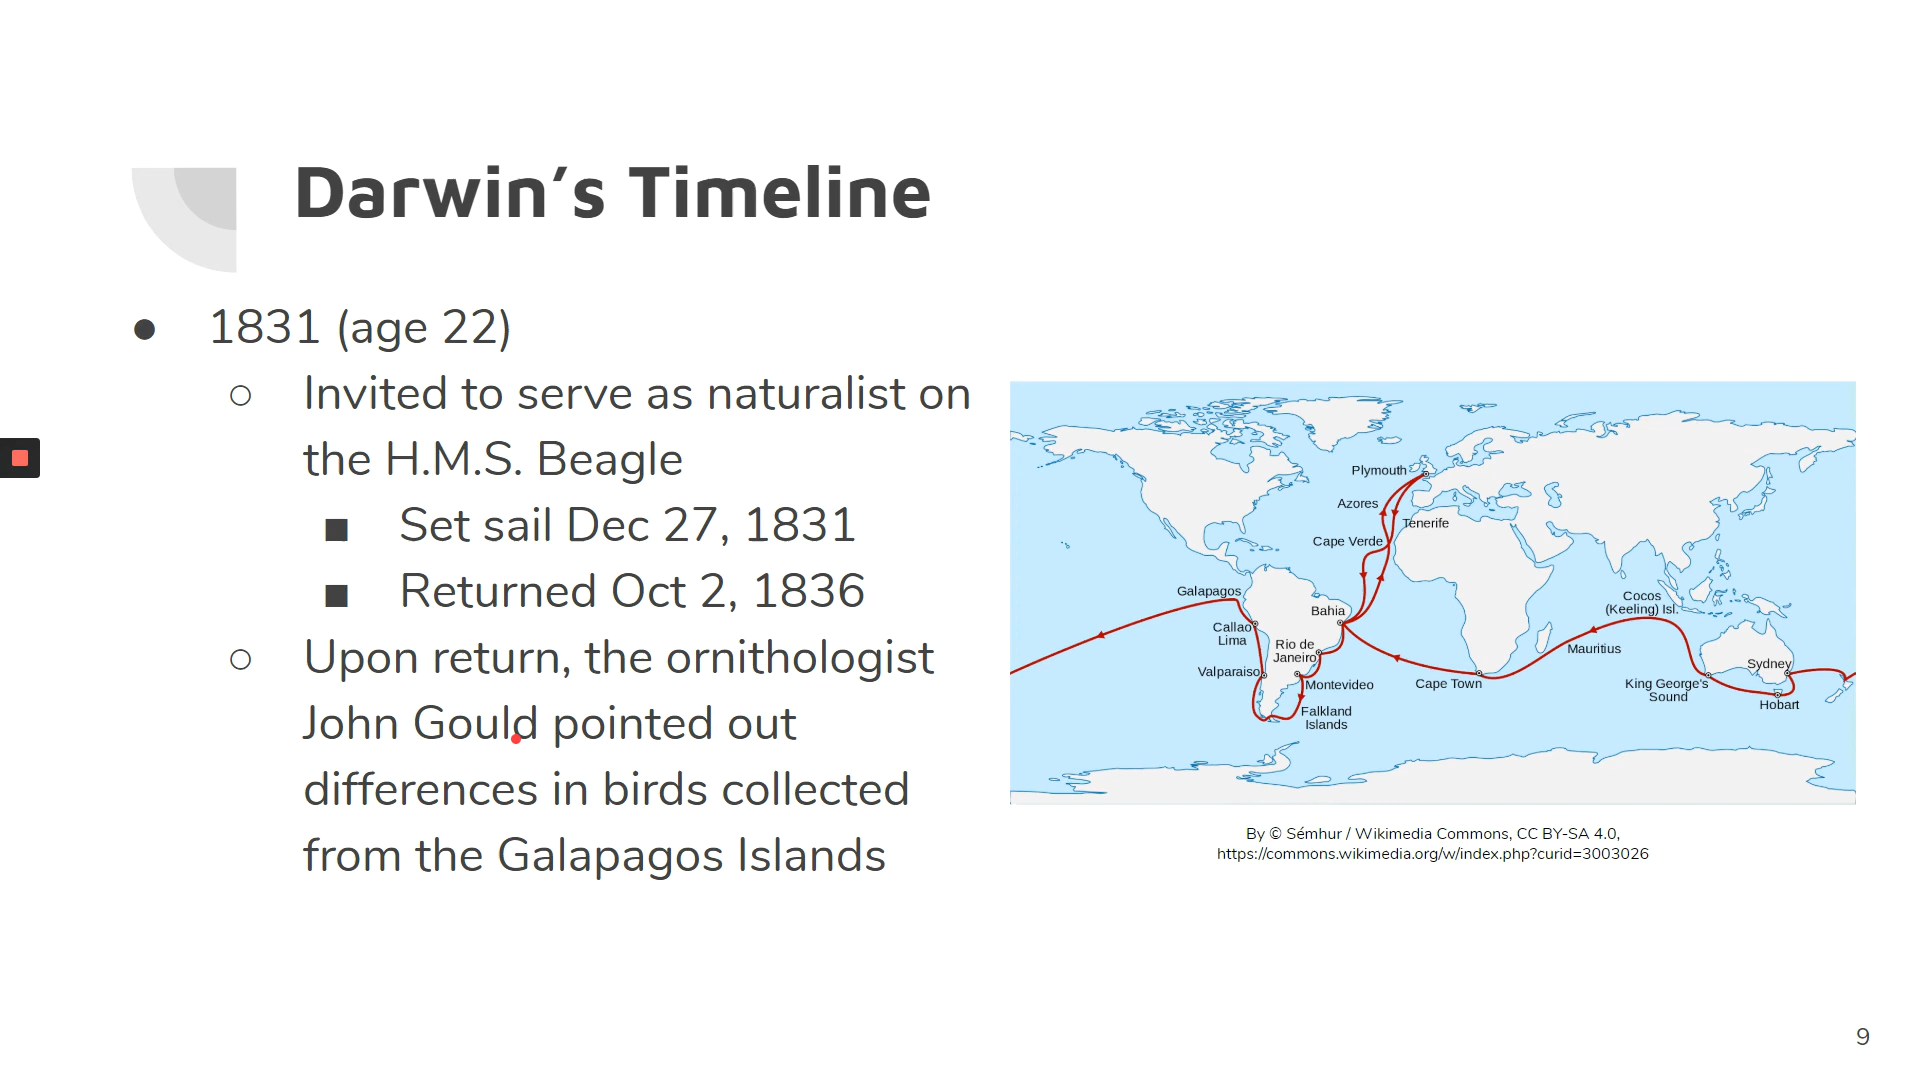 Darwin’s Timeline
● 1831 (age 22)
○ Invited to serve as naturalist on
the H.M.S. Beagle
■ Set sail Dec 27, 1831
■ Returned Oct 2, 1836
○ Upon return, the ornithologist
John Gould pointed out
differences in birds collected
from the Galapagos Islands
Plymouth
Azores
Tenerife
Cape Verde
Galapagos
Bahia
Callao
Lima
Rio de
Janeiro
Valparaiso
Montevideo
Falkland
Islands
Cape Town
Mauritius
Cocos
(Keeling) Isl.
King George's
Sound
Sydney
Hobart
By © Sémhur / Wikimedia Commons, CC BY-SA 4.0,
https://commons.wikimedia.org/w/index.php?curid=3003026
9